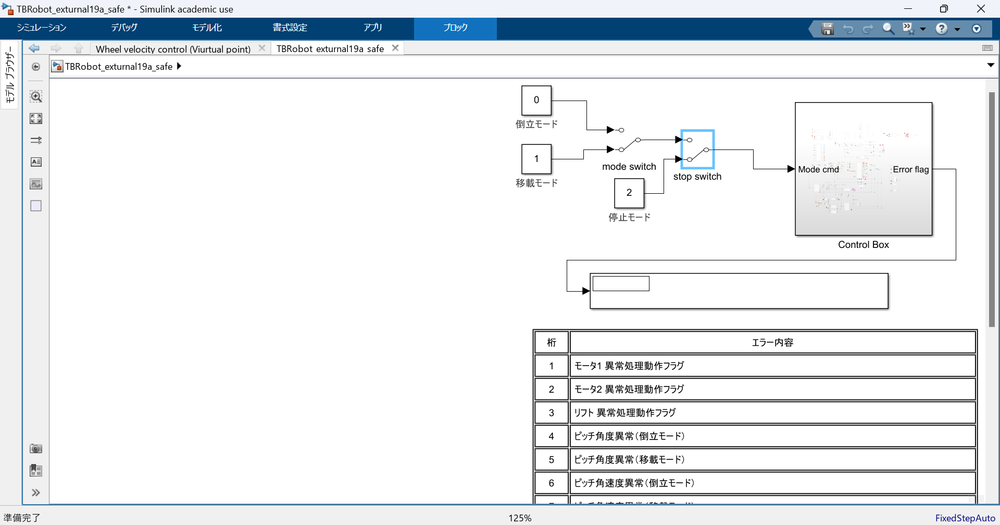 TBRobot_exturnal19a_safe * - Simulink academic use
シミュレーション
デバッグ
モデル化
書式設定
アプリ
ブロック
モデル ブラウザー
Wheel velocity control (Viurtual point)
TBRobot exturnal19a safe
TBRobot_exturnal19a_safe
0
倒立モード
1
移載モード
mode switch
2
停止モード
stop switch
Mode cmd
Error flag
Control Box
桁 エラー内容
1 モータ1 異常処理動作フラグ
2 モータ2 異常処理動作フラグ
3 リフト 異常処理動作フラグ
4 ピッチ角度異常(倒立モード)
5 ピッチ角度異常(移載モード)
6 ピッチ角速度異常(倒立モード)
準備完了
125%
FixedStepAuto